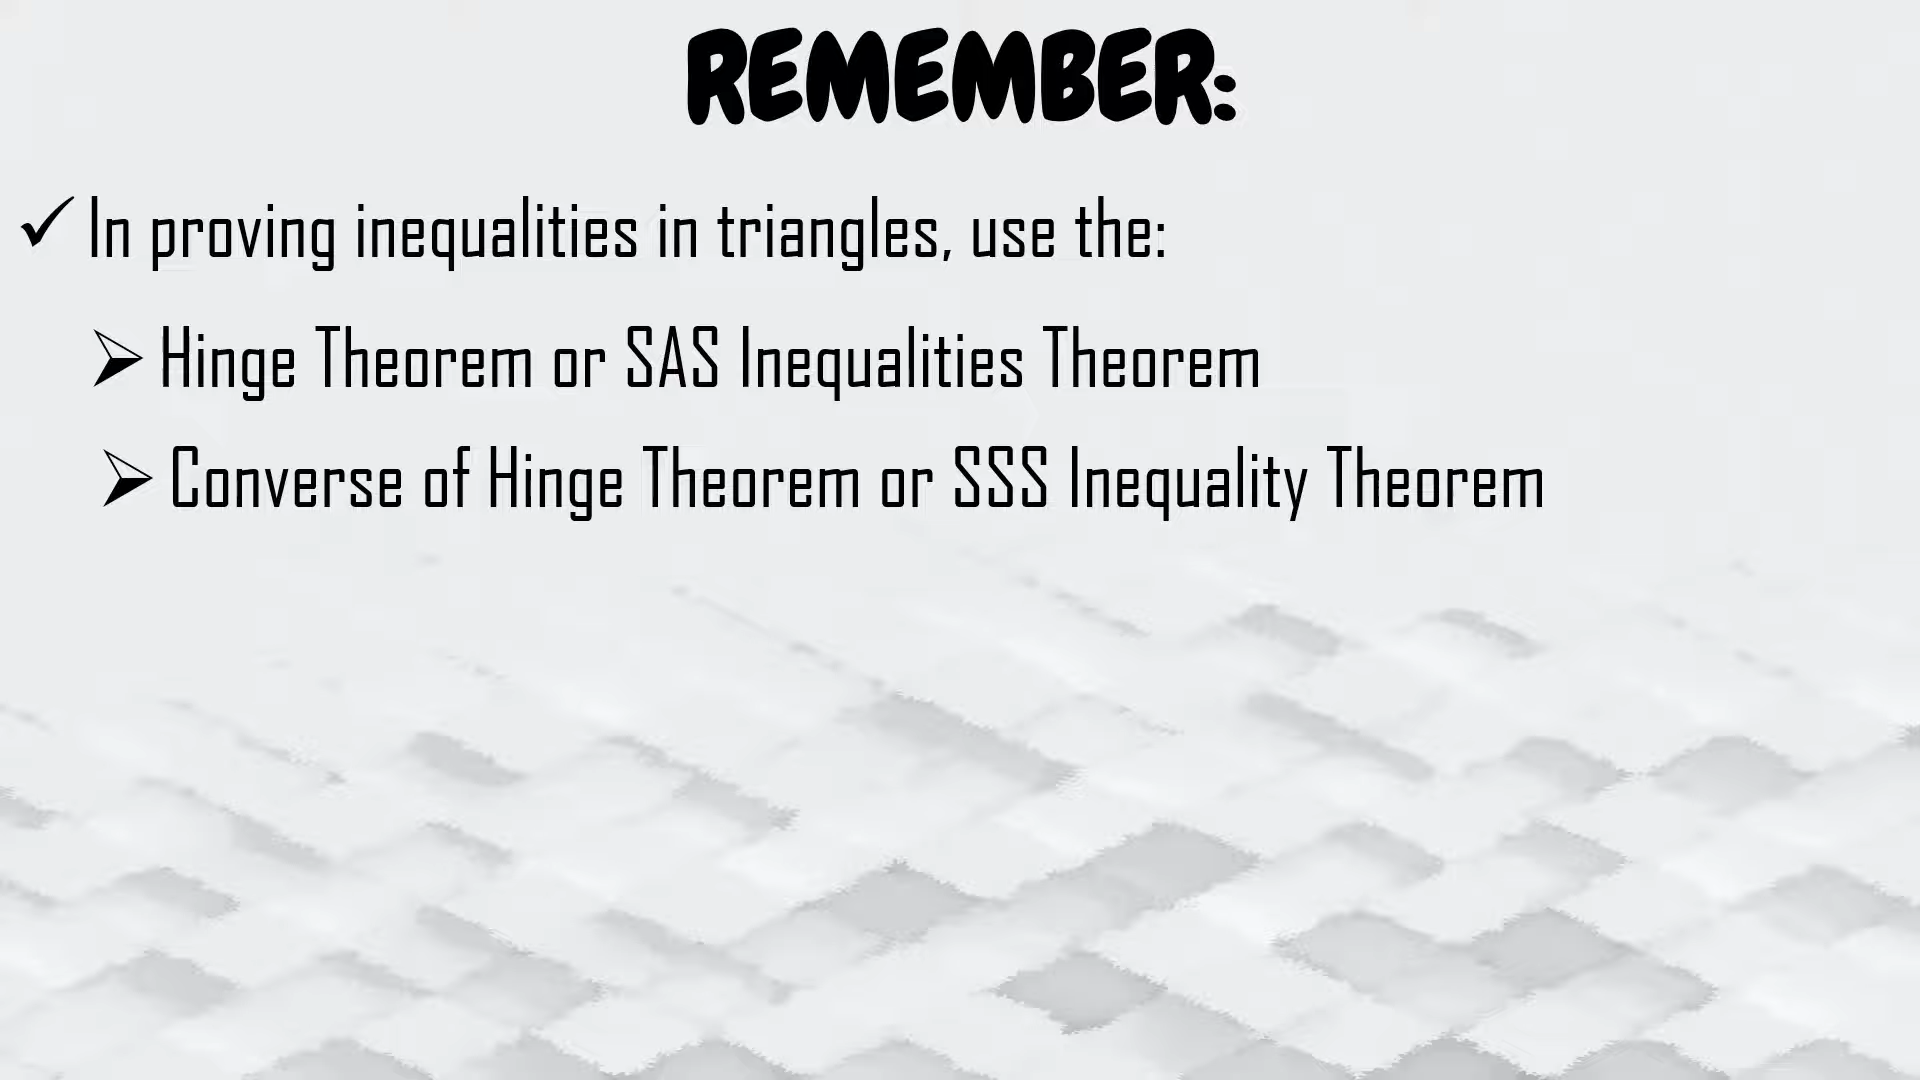 REMEMBER:
✓ In proving inequalities in triangles, use the:
➢ Hinge Theorem or SAS Inequalities Theorem
➢ Converse of Hinge Theorem or SSS Inequality Theorem